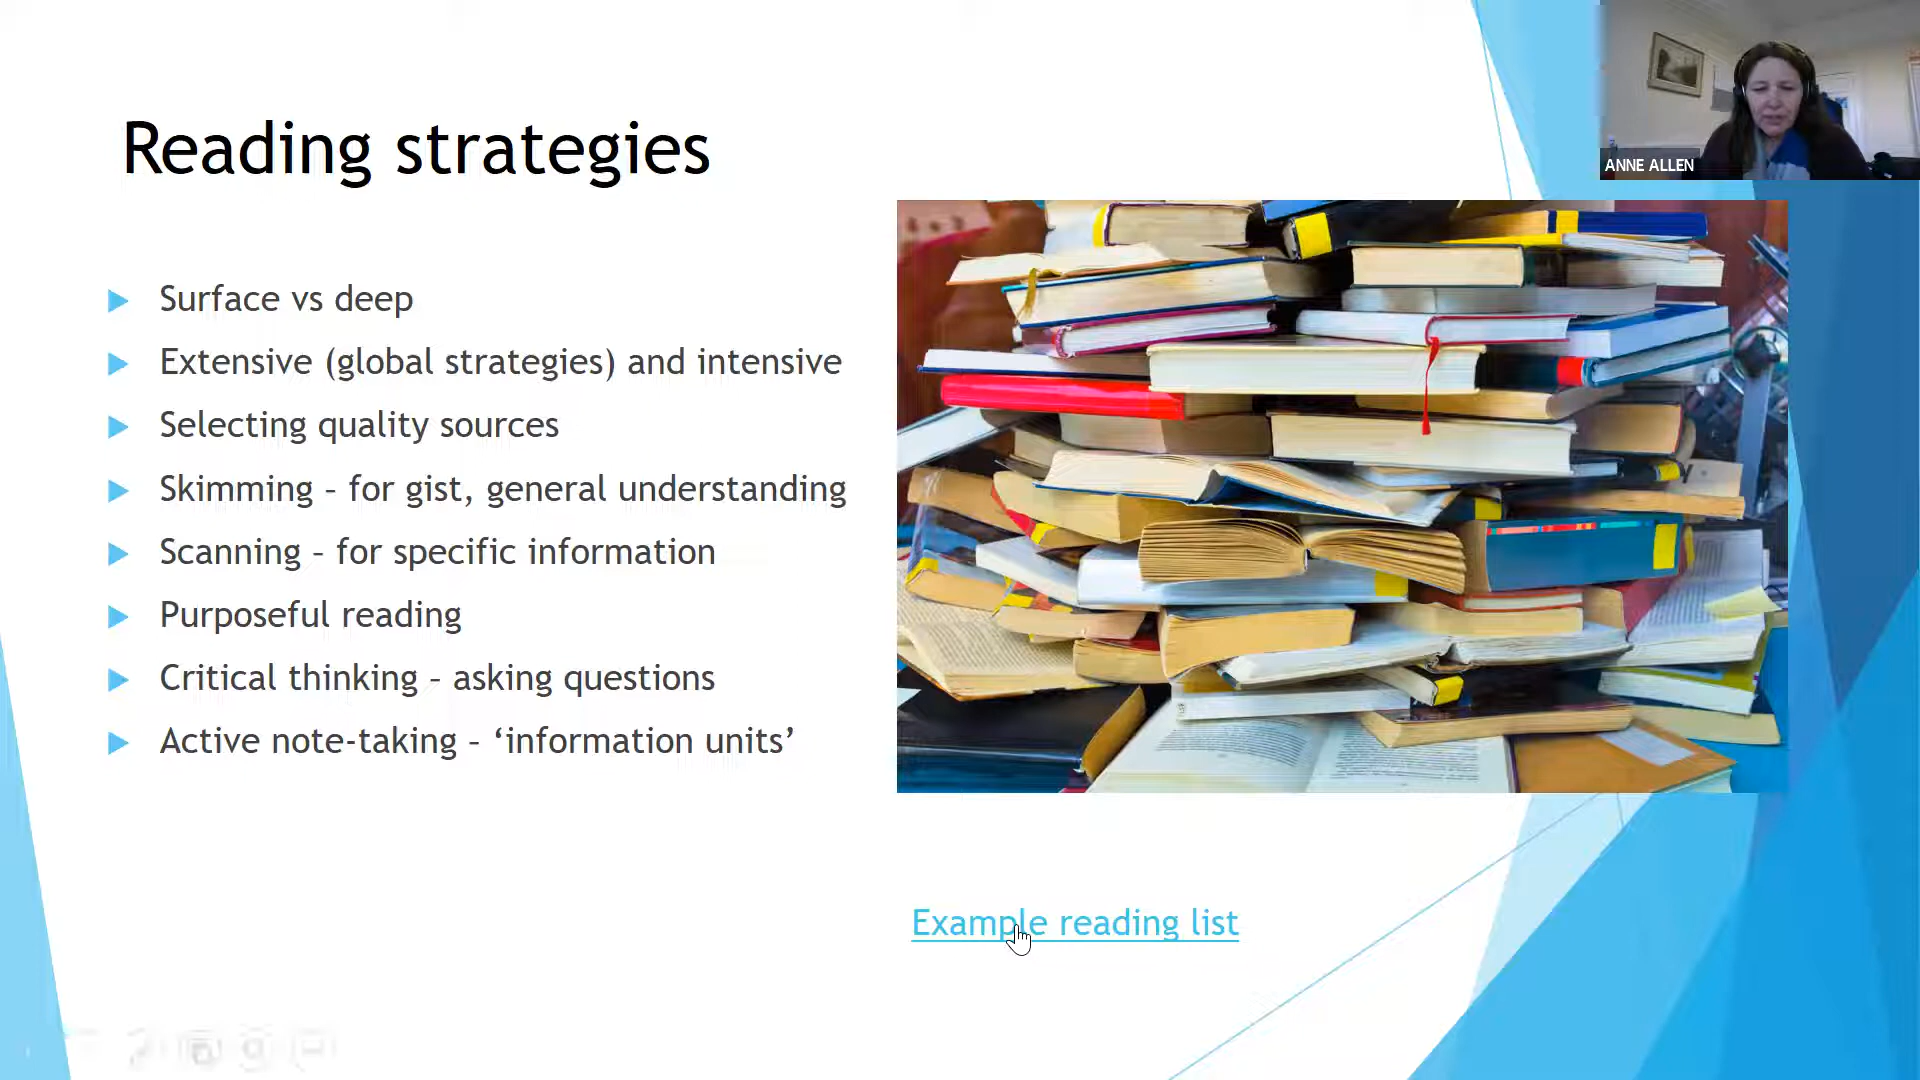 ANNE ALLEN
Reading strategies
Surface vs deep
Extensive (global strategies) and intensive
Selecting quality sources
Skimming – for gist, general understanding
Scanning – for specific information
Purposeful reading
Critical thinking – asking questions
Active note-taking – ‘information units’
Example reading list